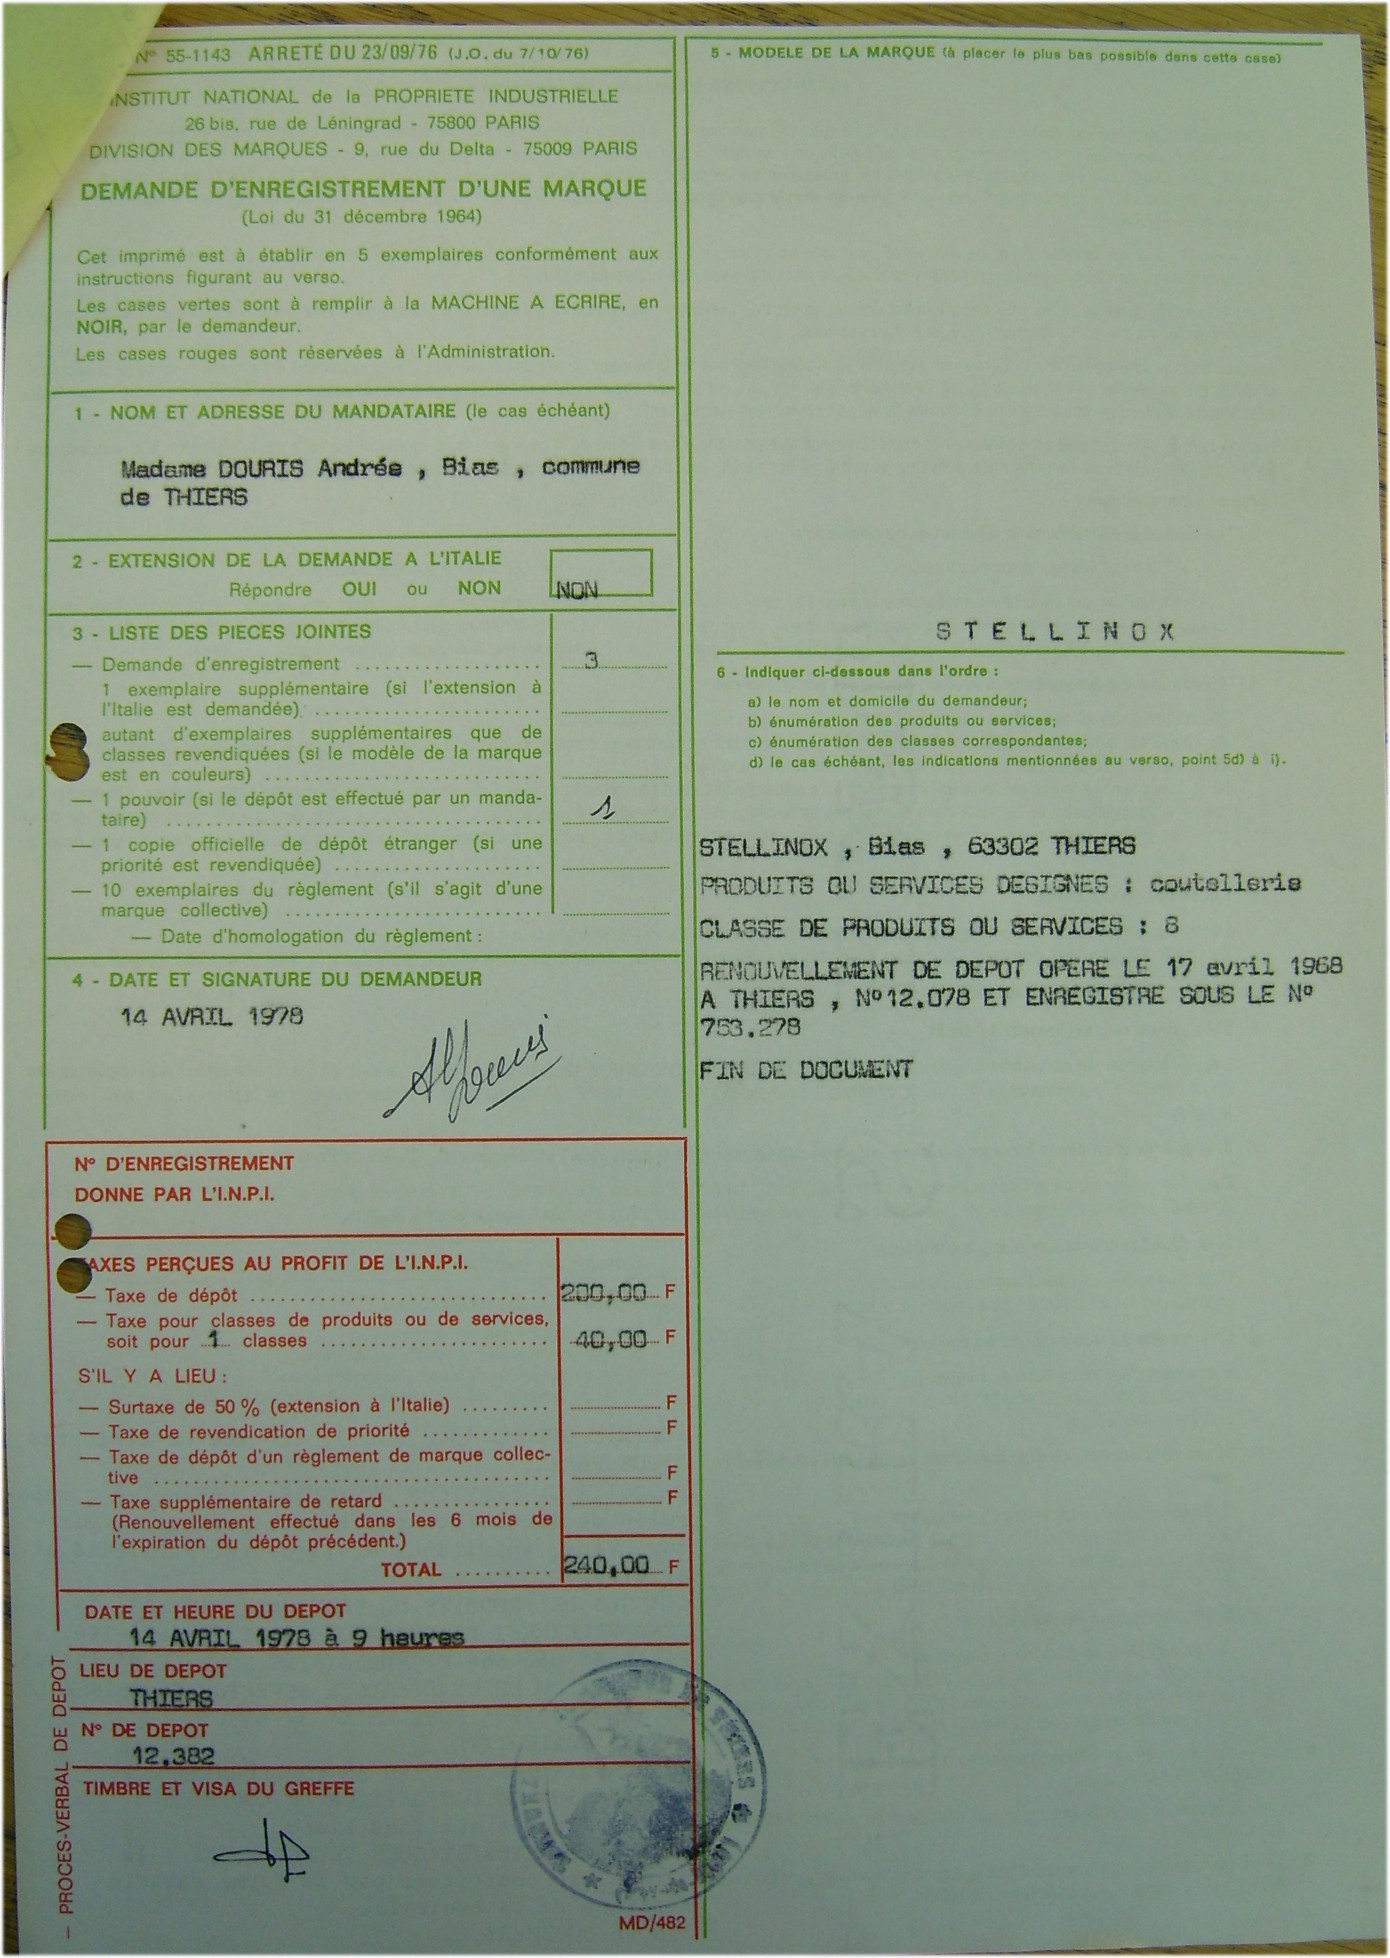 N° 55-1143 ARRETÉ DU 23/09/76 (J.O. du 7/10/76)
INSTITUT NATIONAL de la PROPRIETE INDUSTRIELLE
26 bis, rue de Léningrad - 75800 PARIS
DIVISION DES MARQUES - 9, rue du Delta - 75009 PARIS
DEMANDE D'ENREGISTREMENT D'UNE MARQUE
(Loi du 31 décembre 1964)
Cet imprimé est à établir en 5 exemplaires conformément aux
instructions figurant au verso.
Les cases vertes sont à remplir à la MACHINE A ECRIRE, en
NOIR, par le demandeur.
Les cases rouges sont réservées à l'Administration.
1 - NOM ET ADRESSE DU MANDATAIRE (le cas échéant)
Madame DOURIS Andrée , Bias , commune
de THIERS
2 - EXTENSION DE LA DEMANDE A L'ITALIE
Répondre OUI ou NON NON
3 - LISTE DES PIECES JOINTES
— Demande d'enregistrement .................... 3
1 exemplaire supplémentaire (si l'extension à
l'Italie est demandée) ........................
autant d'exemplaires supplémentaires que de
classes revendiquées (si le modèle de la marque
est en couleurs) ..............................
— 1 pouvoir (si le dépôt est effectué par un manda-
taire) ........................................ 1
— 1 copie officielle de dépôt étranger (si une
priorité est revendiquée) .....................
— 10 exemplaires du règlement (s'il s'agit d'une
marque collective) ............................
— Date d'homologation du règlement :
4 - DATE ET SIGNATURE DU DEMANDEUR
14 AVRIL 1978
N° D'ENREGISTREMENT
DONNE PAR L'I.N.P.I.
TAXES PERÇUES AU PROFIT DE L'I.N.P.I.
— Taxe de dépôt .............................. 200,00 F
— Taxe pour classes de produits ou de services,
soit pour 1 classes ....................... 40,00 F
S'IL Y A LIEU :
— Surtaxe de 50 % (extension à l'Italie) ......... F
— Taxe de revendication de priorité ............. F
— Taxe de dépôt d'un règlement de marque collec-
tive ........................................ F
— Taxe supplémentaire de retard ................ F
(Renouvellement effectué dans les 6 mois de
l'expiration du dépôt précédent.)
TOTAL .......... 240,00 F
— PROCES-VERBAL DE DEPOT
DATE ET HEURE DU DEPOT
14 AVRIL 1978 à 9 heures
LIEU DE DEPOT
THIERS
N° DE DEPOT
12.382
TIMBRE ET VISA DU GREFFE
MD/482
5 - MODELE DE LA MARQUE (à placer le plus bas possible dans cette case)
STELLINOX
6 - Indiquer ci-dessous dans l'ordre :
a) le nom et domicile du demandeur;
b) énumération des produits ou services;
c) énumération des classes correspondantes;
d) le cas échéant, les indications mentionnées au verso, point 5d) à i).
STELLINOX , Bias , 63302 THIERS
PRODUITS OU SERVICES DESIGNES : coutellerie
CLASSE DE PRODUITS OU SERVICES : 8
RENOUVELLEMENT DE DEPOT OPERE LE 17 avril 1968
A THIERS , N°12.078 ET ENREGISTRE SOUS LE N°
753.278
FIN DE DOCUMENT